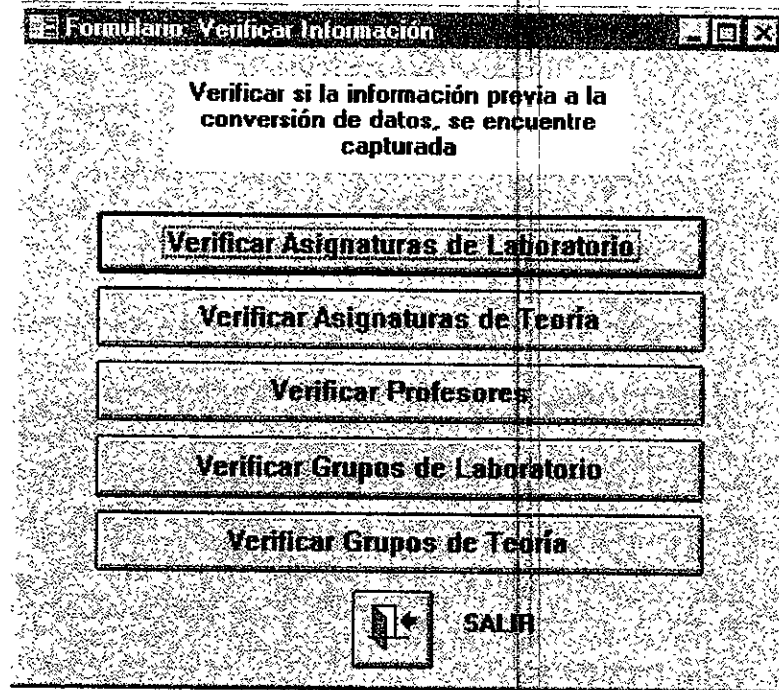 Formulario: Verificar Información
Verificar si la información previa a la
conversión de datos, se encuentre
capturada
Verificar Asignaturas de Laboratorio
Verificar Asignaturas de Teoría
Verificar Profesores
Verificar Grupos de Laboratorio
Verificar Grupos de Teoría
SALIR